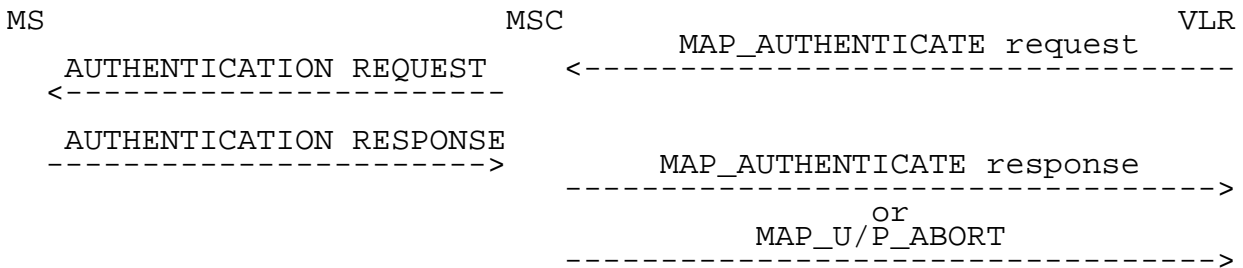 MS MSC VLR
MAP_AUTHENTICATE request
AUTHENTICATION REQUEST <----------------------------------
<-----------------------
AUTHENTICATION RESPONSE
-----------------------> MAP_AUTHENTICATE response
---------------------------------->
or
MAP_U/P_ABORT
---------------------------------->